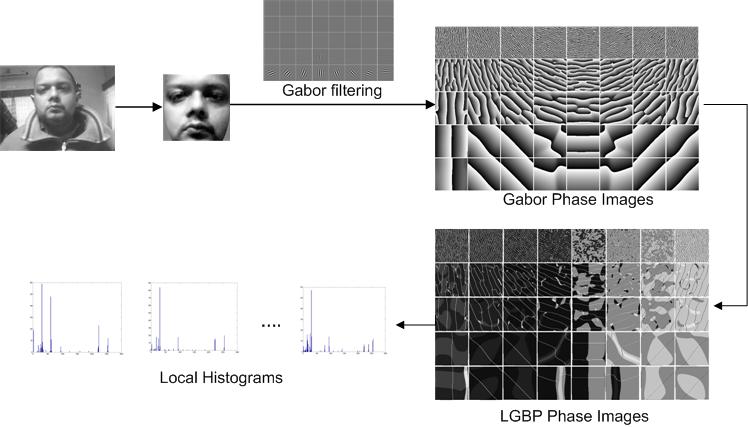 Gabor filtering
Gabor Phase Images
LGBP Phase Images
....
Local Histograms